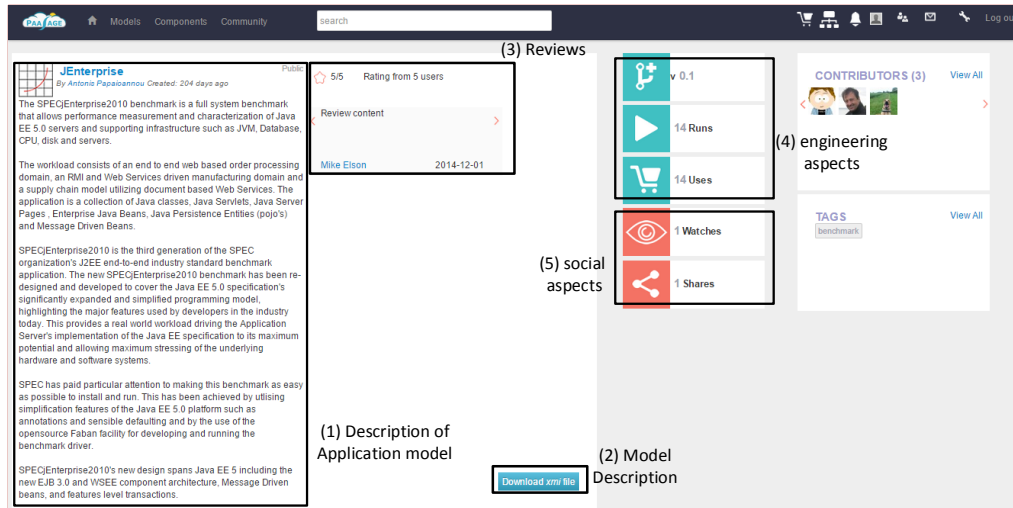 PAASAGE Models Components Community search Log ou
(3) Reviews
JEnterprise Public
By Antonis Papaioannou Created: 204 days ago
The SPECjEnterprise2010 benchmark is a full system benchmark
that allows performance measurement and characterization of Java
EE 5.0 servers and supporting infrastructure such as JVM, Database,
CPU, disk and servers.
The workload consists of an end to end web based order processing
domain, an RMI and Web Services driven manufacturing domain and
a supply chain model utilizing document based Web Services. The
application is a collection of Java classes, Java Servlets, Java Server
Pages , Enterprise Java Beans, Java Persistence Entities (pojo's)
and Message Driven Beans.
SPECjEnterprise2010 is the third generation of the SPEC
organization's J2EE end-to-end industry standard benchmark
application. The new SPECjEnterprise2010 benchmark has been re-
designed and developed to cover the Java EE 5.0 specification's
significantly expanded and simplified programming model,
highlighting the major features used by developers in the industry
today. This provides a real world workload driving the Application
Server's implementation of the Java EE specification to its maximum
potential and allowing maximum stressing of the underlying
hardware and software systems.
SPEC has paid particular attention to making this benchmark as easy
as possible to install and run. This has been achieved by utlising
simplification features of the Java EE 5.0 platform such as
annotations and sensible defaulting and by the use of the
opensource Faban facility for developing and running the
benchmark driver.
SPECjEnterprise2010's new design spans Java EE 5 including the
new EJB 3.0 and WSEE component architecture, Message Driven
beans, and features level transactions.
5/5 Rating from 5 users
Review content
Mike Elson 2014-12-01
(1) Description of
Application model
(2) Model
Description
Download xmi file
v 0.1
14 Runs
14 Uses
(4) engineering
aspects
1 Watches
1 Shares
(5) social
aspects
CONTRIBUTORS (3) View All
TAGS View All
benchmark